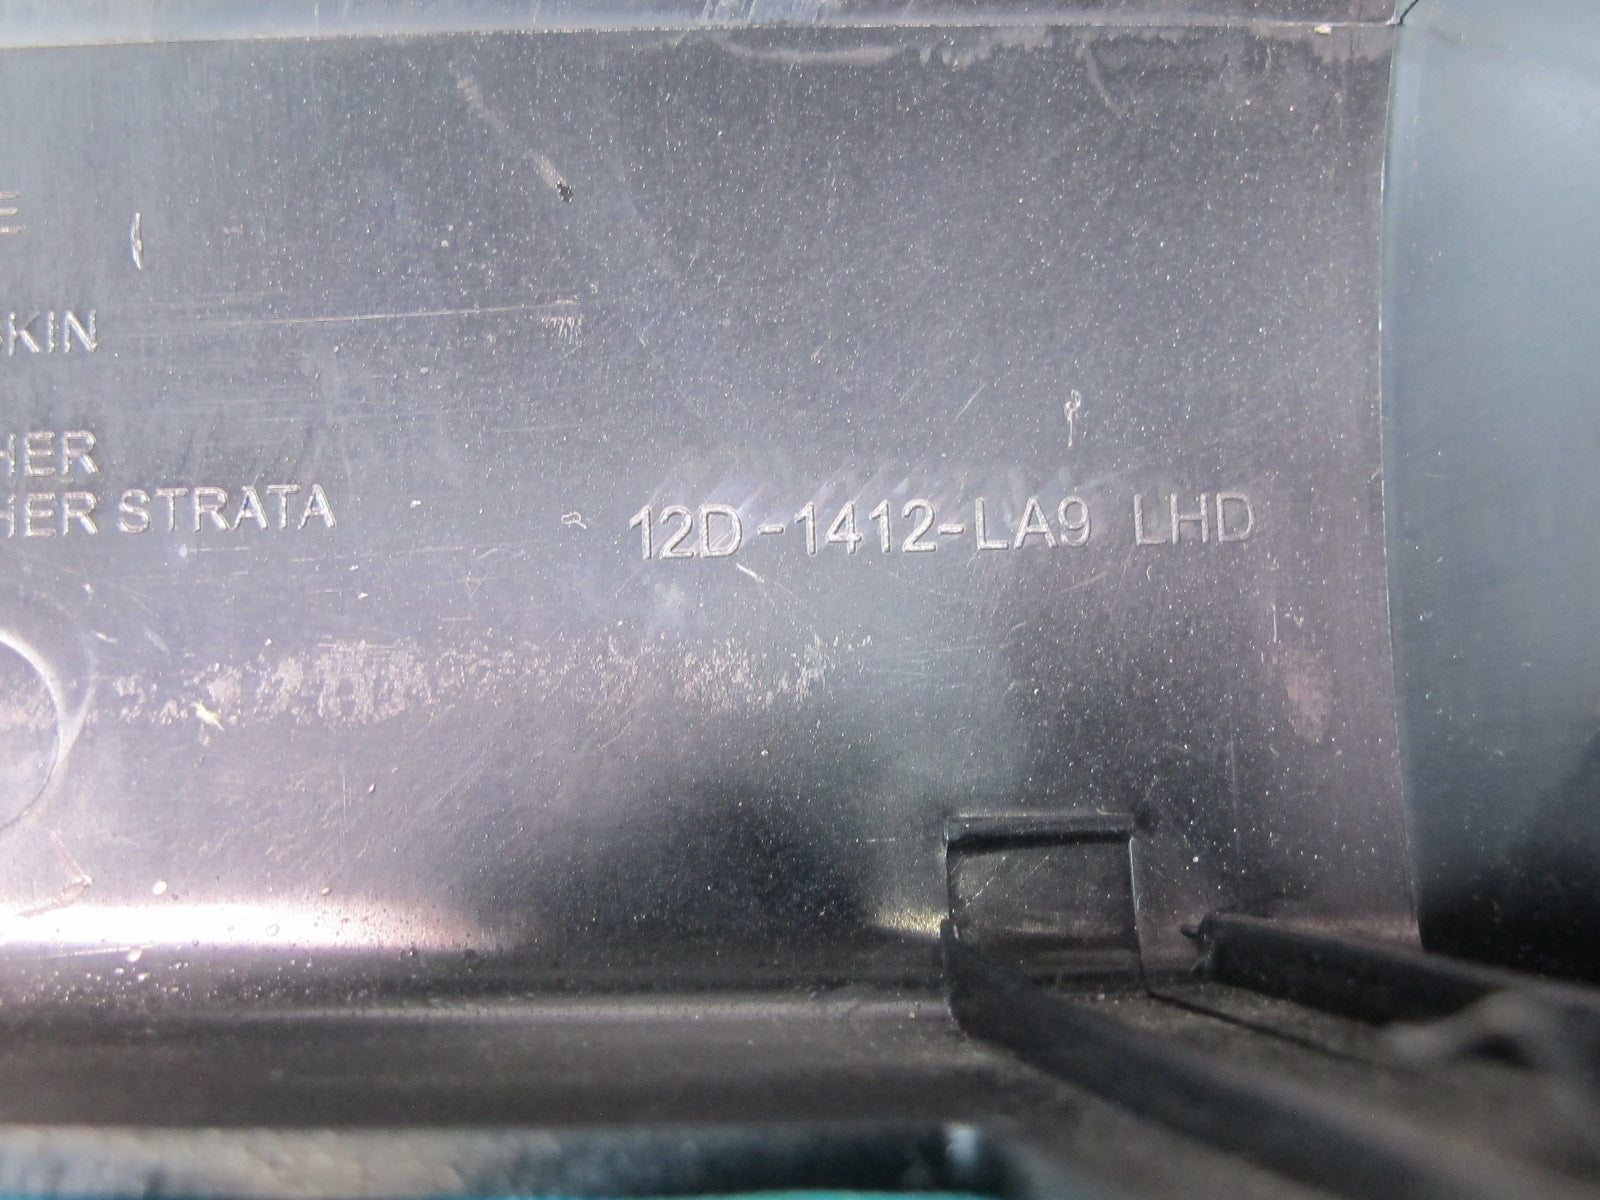 SKIN
HER
HER STRATA
12D-1412-LA9 LHD